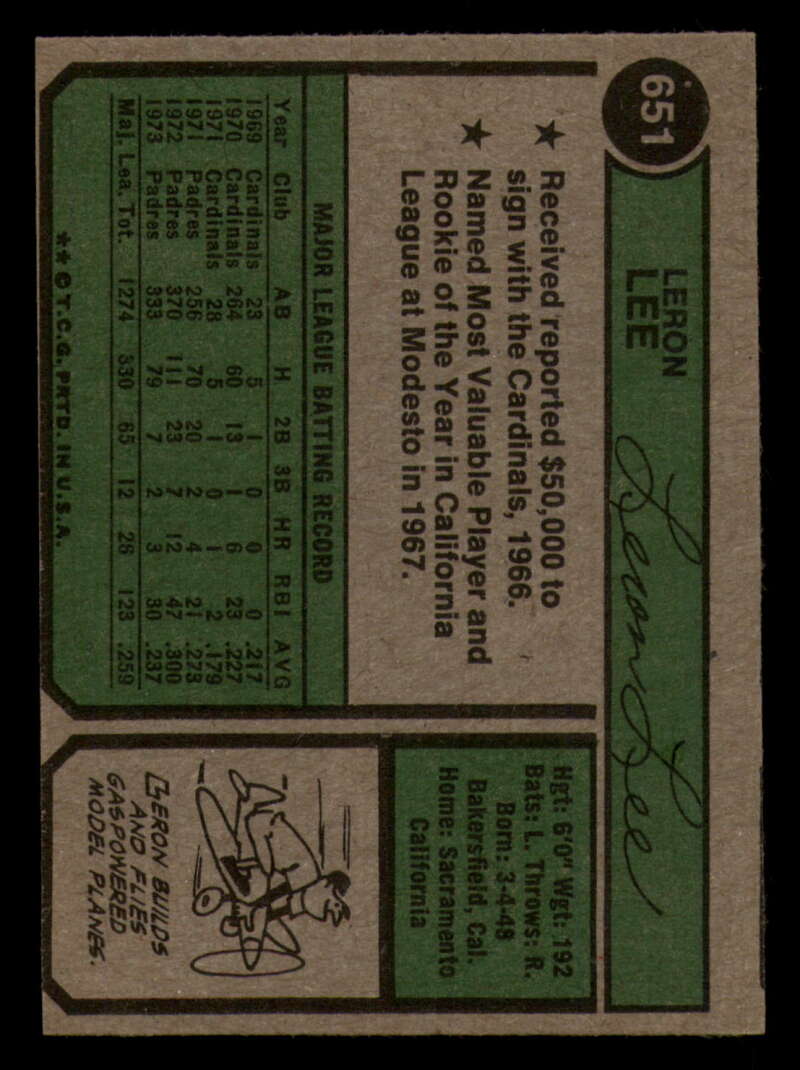 651
LERON
LEE
Leron Lee
★ Received reported $50,000 to
sign with the Cardinals, 1966.
★ Named Most Valuable Player and
Rookie of the Year in California
League at Modesto in 1967.
MAJOR LEAGUE BATTING RECORD
Year Club AB H 2B 3B HR RBI AVG
1969 Cardinals 23 5 1 0 0 0 .217
1970 Cardinals 264 60 13 1 6 23 .227
1971 Cardinals 28 5 1 0 1 2 .179
1971 Padres 256 70 20 2 4 21 .273
1972 Padres 370 111 23 7 12 47 .300
1973 Padres 333 79 7 2 3 30 .237
Maj. Lea. Tot. 1274 330 65 12 26 123 .259
**© T.C.G. PRTD. IN U.S.A.
Hgt: 6'0" Wgt: 192
Bats: L. Throws: R.
Born: 3-4-48
Bakersfield, Cal.
Home: Sacramento
California
LERON BUILDS
AND FLIES
GASPOWERED
MODEL PLANES.